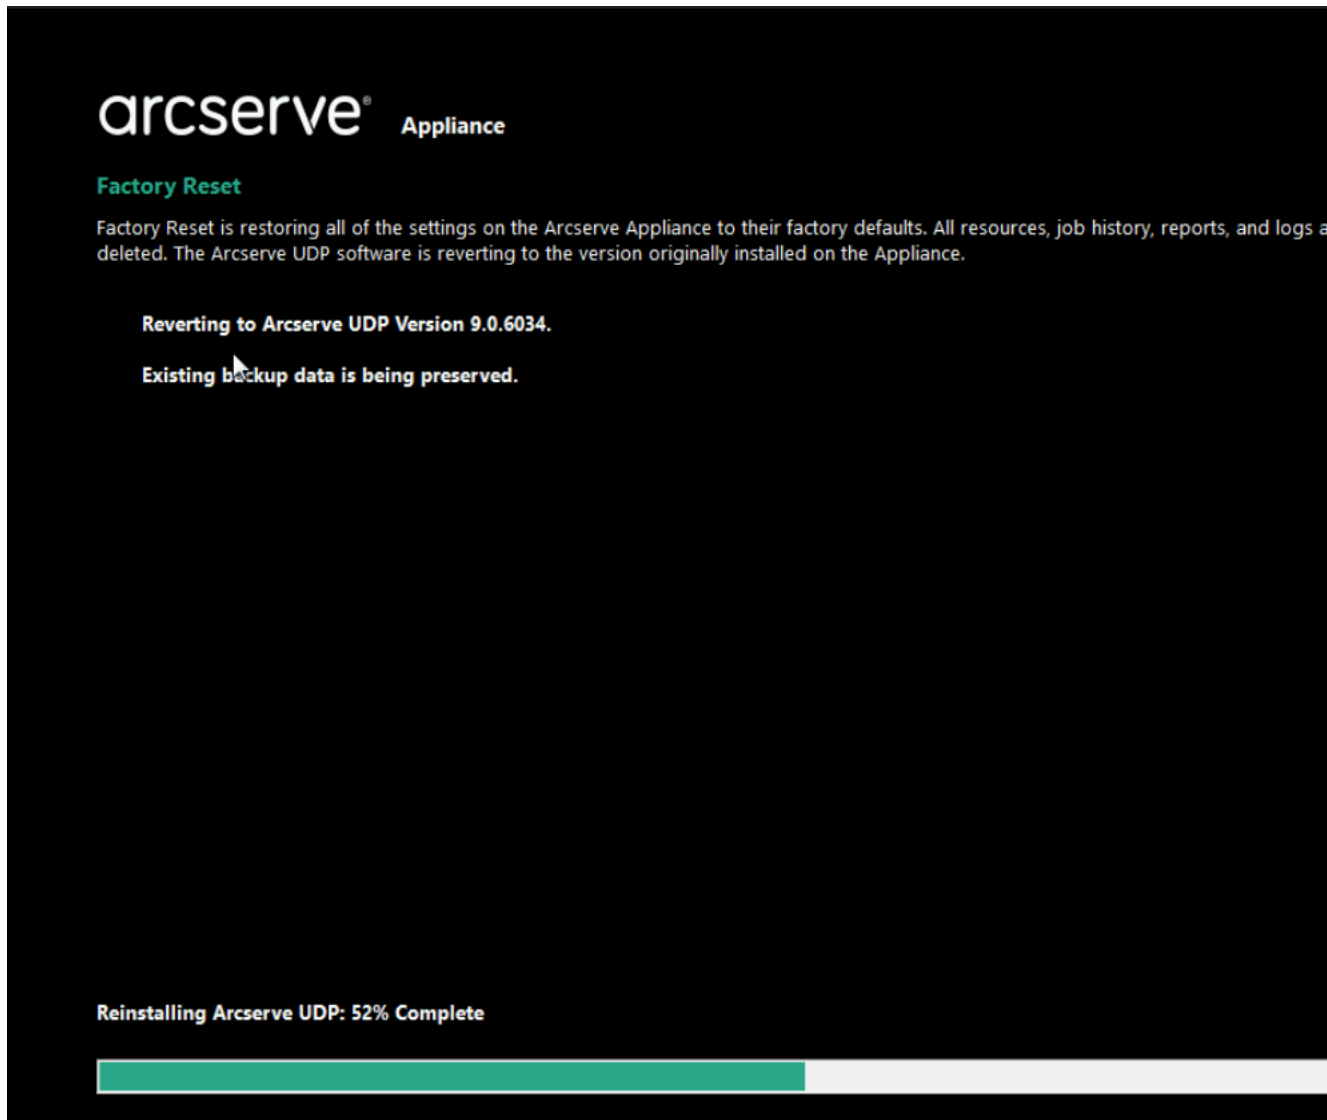 arcserve® Appliance
Factory Reset
Factory Reset is restoring all of the settings on the Arcserve Appliance to their factory defaults. All resources, job history, reports, and logs a
deleted. The Arcserve UDP software is reverting to the version originally installed on the Appliance.
Reverting to Arcserve UDP Version 9.0.6034.
Existing backup data is being preserved.
Reinstalling Arcserve UDP: 52% Complete